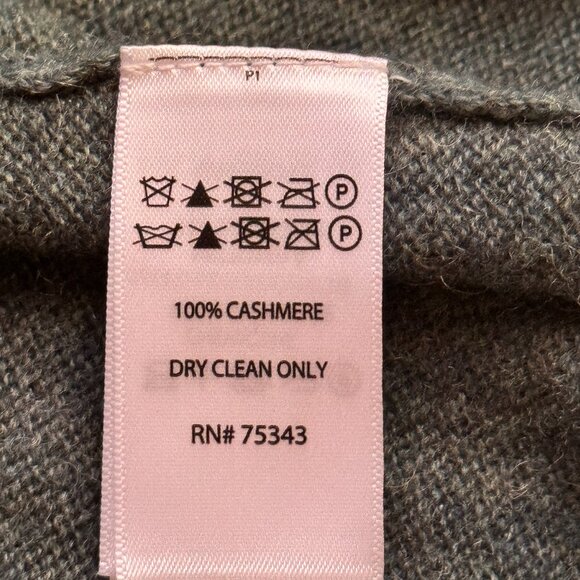 P1
P
P
100% CASHMERE
DRY CLEAN ONLY
RN# 75343